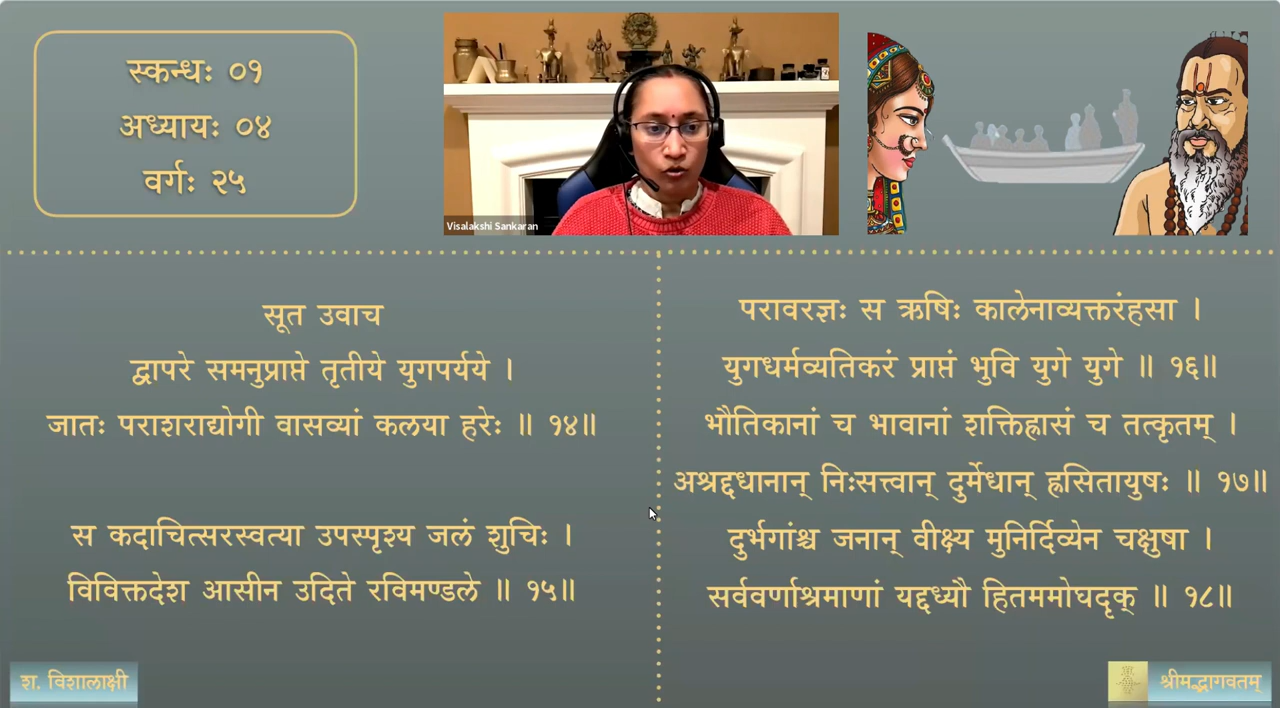 स्कन्धः ०१
अध्यायः ०४
वर्गः २५
Visalakshi Sankaran
सूत उवाच
द्वापरे समनुप्राप्ते तृतीये युगपर्यये ।
जातः पराशराद्योगी वासव्यां कलया हरेः ॥ १४॥
स कदाचित्सरस्वत्या उपस्पृश्य जलं शुचिः ।
विविक्तदेश आसीन उदिते रविमण्डले ॥ १५॥
परावरज्ञः स ऋषिः कालेनाव्यक्तरंहसा ।
युगधर्मव्यतिकरं प्राप्तं भुवि युगे युगे ॥ १६॥
भौतिकानां च भावानां शक्तिह्रासं च तत्कृतम् ।
अश्रद्दधानान् निःसत्त्वान् दुर्मेधान् ह्रसितायुषः ॥ १७॥
दुर्भगांश्च जनान् वीक्ष्य मुनिर्दिव्येन चक्षुषा ।
सर्ववर्णाश्रमाणां यद्दध्यौ हितममोघदृक् ॥ १८॥
श. विशालाक्षी
श्रीमद्भागवतम्